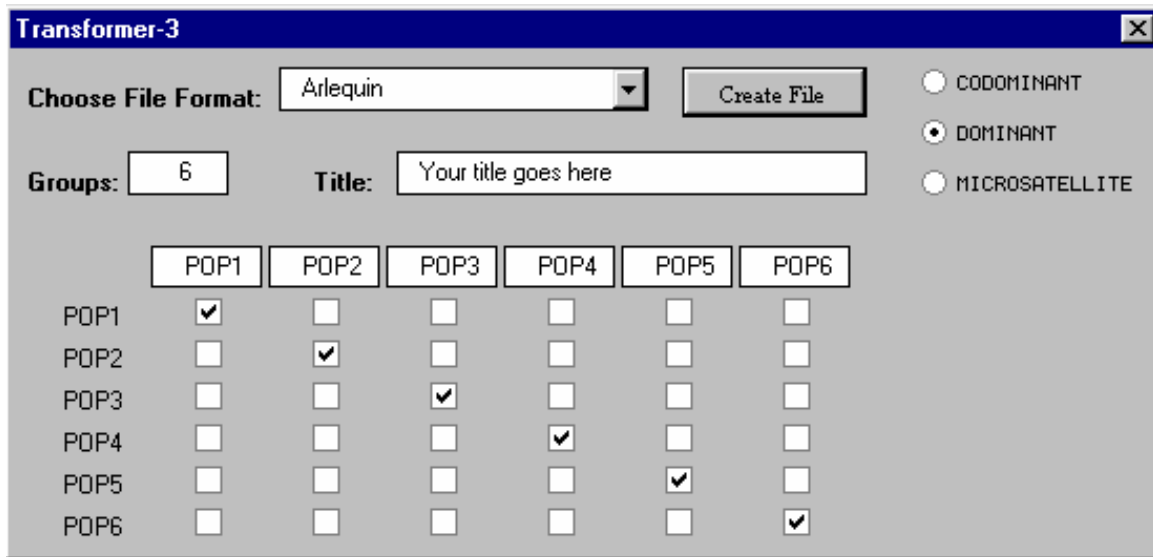 Transformer-3
Choose File Format: Arlequin Create File CODOMINANT
DOMINANT
Groups: 6 Title: Your title goes here MICROSATELLITE
POP1 POP2 POP3 POP4 POP5 POP6
POP1
POP2
POP3
POP4
POP5
POP6